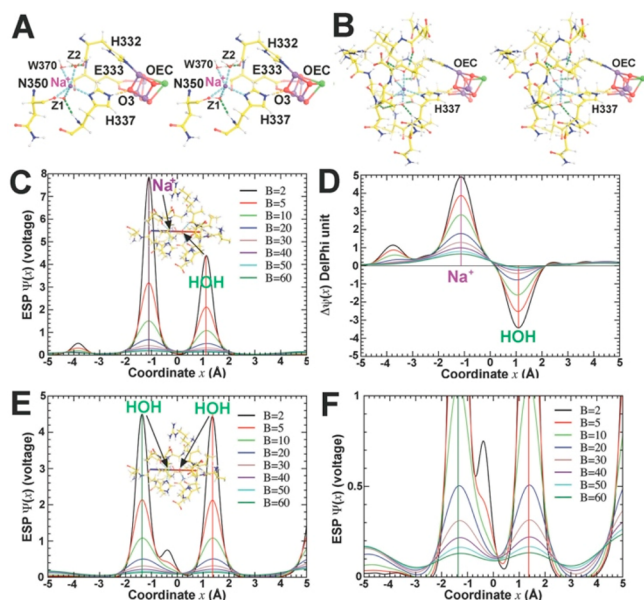 A
H332
Z2
W370
Na+
E333
OEC
N350
O3
Z1
H337
H332
Z2
W370
Na+
E333
OEC
N350
O3
Z1
H337
B
OEC
OEC
H337
H337
C
8
7
6
5
4
3
2
1
0
ESP Ψ(x) (voltage)
Na+
HOH
B=2
B=5
B=10
B=20
B=30
B=40
B=50
B=60
-5 -4 -3 -2 -1 0 1 2 3 4 5
Coordinate x (Å)
D
5
4
3
2
1
0
1
2
3
4
5
Δψ(x) DelPhi unit
Na+
HOH
B=2
B=5
B=10
B=20
B=30
B=40
B=50
B=60
-5 -4 -3 -2 -1 0 1 2 3 4 5
Coordinate x (Å)
E
5
4
3
2
1
0
ESP Ψ(x) (voltage)
HOH HOH
B=2
B=5
B=10
B=20
B=30
B=40
B=50
B=60
-5 -4 -3 -2 -1 0 1 2 3 4 5
Coordinate x (Å)
F
1
0.5
0
ESP Ψ(x) (voltage)
B=2
B=5
B=10
B=20
B=30
B=40
B=50
B=60
-5 -4 -3 -2 -1 0 1 2 3 4 5
Coordinate x (Å)